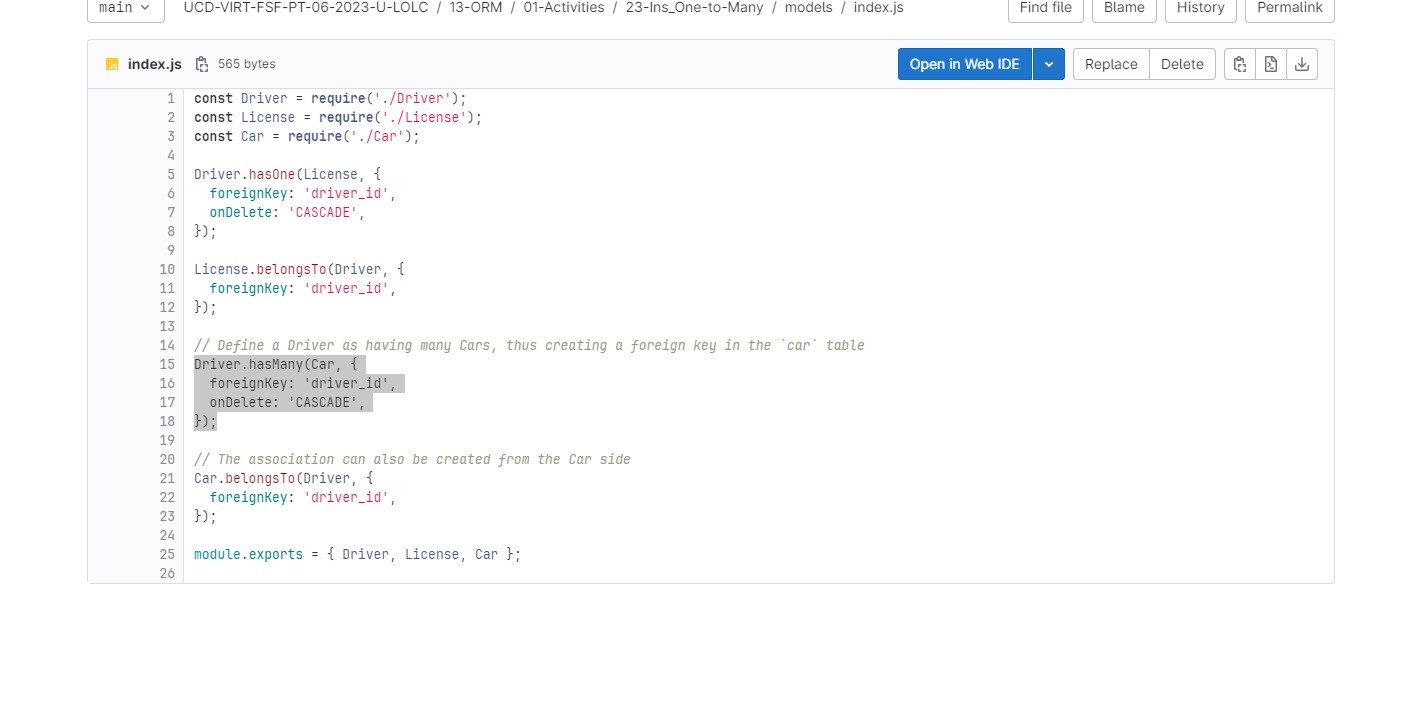 main
UCD-VIRT-FSF-PT-06-2023-U-LOLC / 13-ORM / 01-Activities / 23-Ins_One-to-Many / models / index.js
Find file Blame History Permalink
index.js 565 bytes
Open in Web IDE Replace Delete
1 const Driver = require('./Driver');
2 const License = require('./License');
3 const Car = require('./Car');
4
5 Driver.hasOne(License, {
6   foreignKey: 'driver_id',
7   onDelete: 'CASCADE',
8 });
9
10 License.belongsTo(Driver, {
11   foreignKey: 'driver_id',
12 });
13
14 // Define a Driver as having many Cars, thus creating a foreign key in the `car` table
15 Driver.hasMany(Car, {
16   foreignKey: 'driver_id',
17   onDelete: 'CASCADE',
18 });
19
20 // The association can also be created from the Car side
21 Car.belongsTo(Driver, {
22   foreignKey: 'driver_id',
23 });
24
25 module.exports = { Driver, License, Car };
26